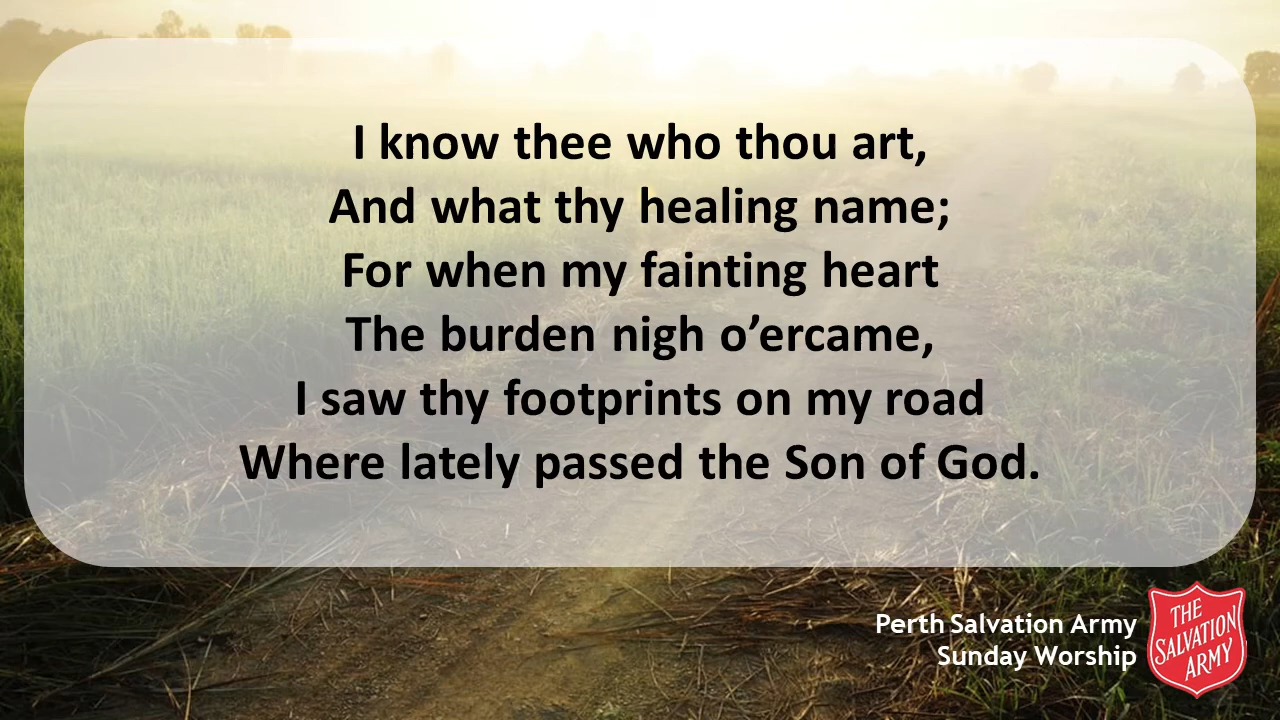 I know thee who thou art,
And what thy healing name;
For when my fainting heart
The burden nigh o’ercame,
I saw thy footprints on my road
Where lately passed the Son of God.
Perth Salvation Army
Sunday Worship
THE
SALVATION
ARMY